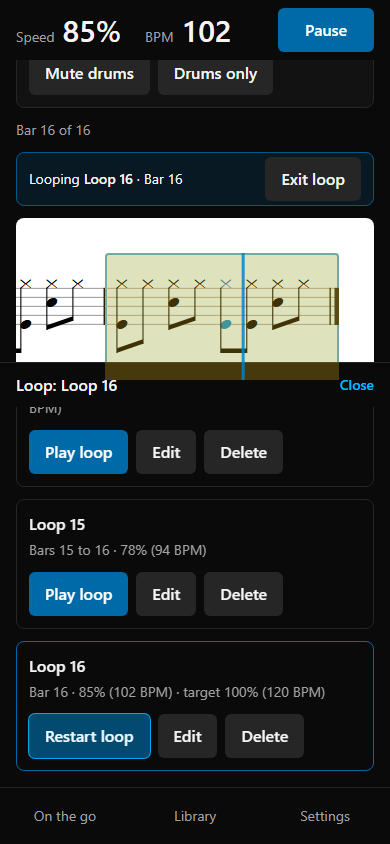 Speed 85% BPM 102 Pause
Mute drums Drums only
Bar 16 of 16
Looping Loop 16 · Bar 16 Exit loop
Loop: Loop 16 Close
BPM)
Play loop Edit Delete
Loop 15
Bars 15 to 16 · 78% (94 BPM)
Play loop Edit Delete
Loop 16
Bar 16 · 85% (102 BPM) · target 100% (120 BPM)
Restart loop Edit Delete
On the go Library Settings